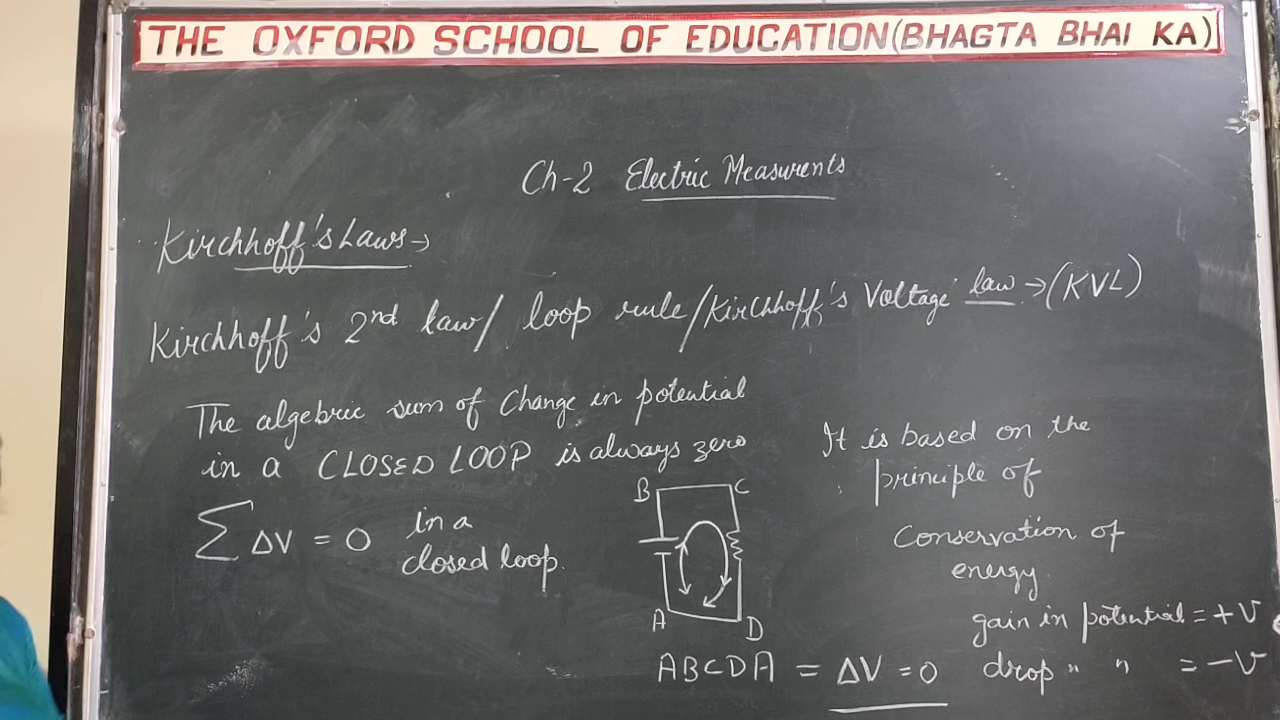 THE OXFORD SCHOOL OF EDUCATION(BHAGTA BHAI KA)
Ch-2 Electric Measurents
Kirchhoff's Laws→
Kirchhoff's 2nd law/ loop rule/Kirchhoff's Voltage law→(KVL)
The algebric sum of Change in potential
in a CLOSED LOOP is always zero
∑ΔV = 0 in a
closed loop.
B C
A D
ABCDA = ΔV = 0
It is based on the
principle of
Conservation of
energy
gain in potential = +V
drop " " = -V